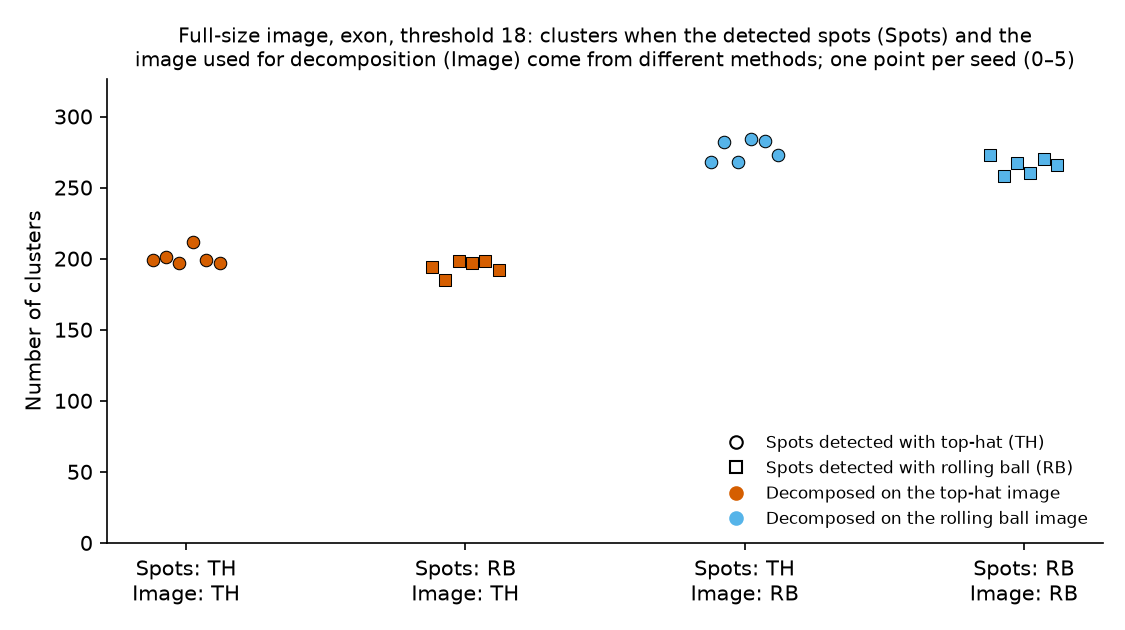 Full-size image, exon, threshold 18: clusters when the detected spots (Spots) and the
image used for decomposition (Image) come from different methods; one point per seed (0–5)
Number of clusters
300
250
200
150
100
50
0
Spots detected with top-hat (TH)
Spots detected with rolling ball (RB)
Decomposed on the top-hat image
Decomposed on the rolling ball image
Spots: TH
Image: TH
Spots: RB
Image: TH
Spots: TH
Image: RB
Spots: RB
Image: RB